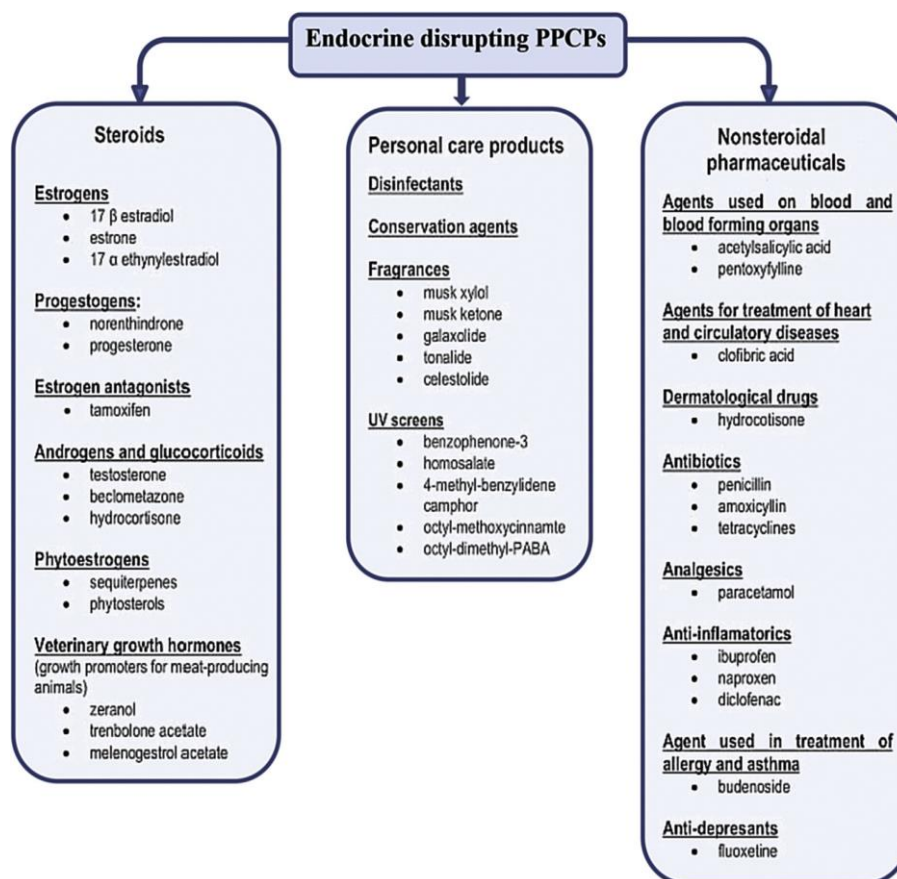 Endocrine disrupting PPCPs
Steroids
Estrogens
• 17 β estradiol
• estrone
• 17 α ethynylestradiol
Progestogens:
• norenthindrone
• progesterone
Estrogen antagonists
• tamoxifen
Androgens and glucocorticoids
• testosterone
• beclometazone
• hydrocortisone
Phytoestrogens
• sequiterpenes
• phytosterols
Veterinary growth hormones
(growth promoters for meat-producing
animals)
• zeranol
• trenbolone acetate
• melenogestrol acetate
Personal care products
Disinfectants
Conservation agents
Fragrances
• musk xylol
• musk ketone
• galaxolide
• tonalide
• celestolide
UV screens
• benzophenone-3
• homosalate
• 4-methyl-benzylidene
camphor
• octyl-methoxycinnamte
• octyl-dimethyl-PABA
Nonsteroidal
pharmaceuticals
Agents used on blood and
blood forming organs
• acetylsalicylic acid
• pentoxyfylline
Agents for treatment of heart
and circulatory diseases
• clofibric acid
Dermatological drugs
• hydrocotisone
Antibiotics
• penicillin
• amoxicyllin
• tetracyclines
Analgesics
• paracetamol
Anti-inflamatorics
• ibuprofen
• naproxen
• diclofenac
Agent used in treatment of
allergy and asthma
• budenoside
Anti-depresants
• fluoxetine